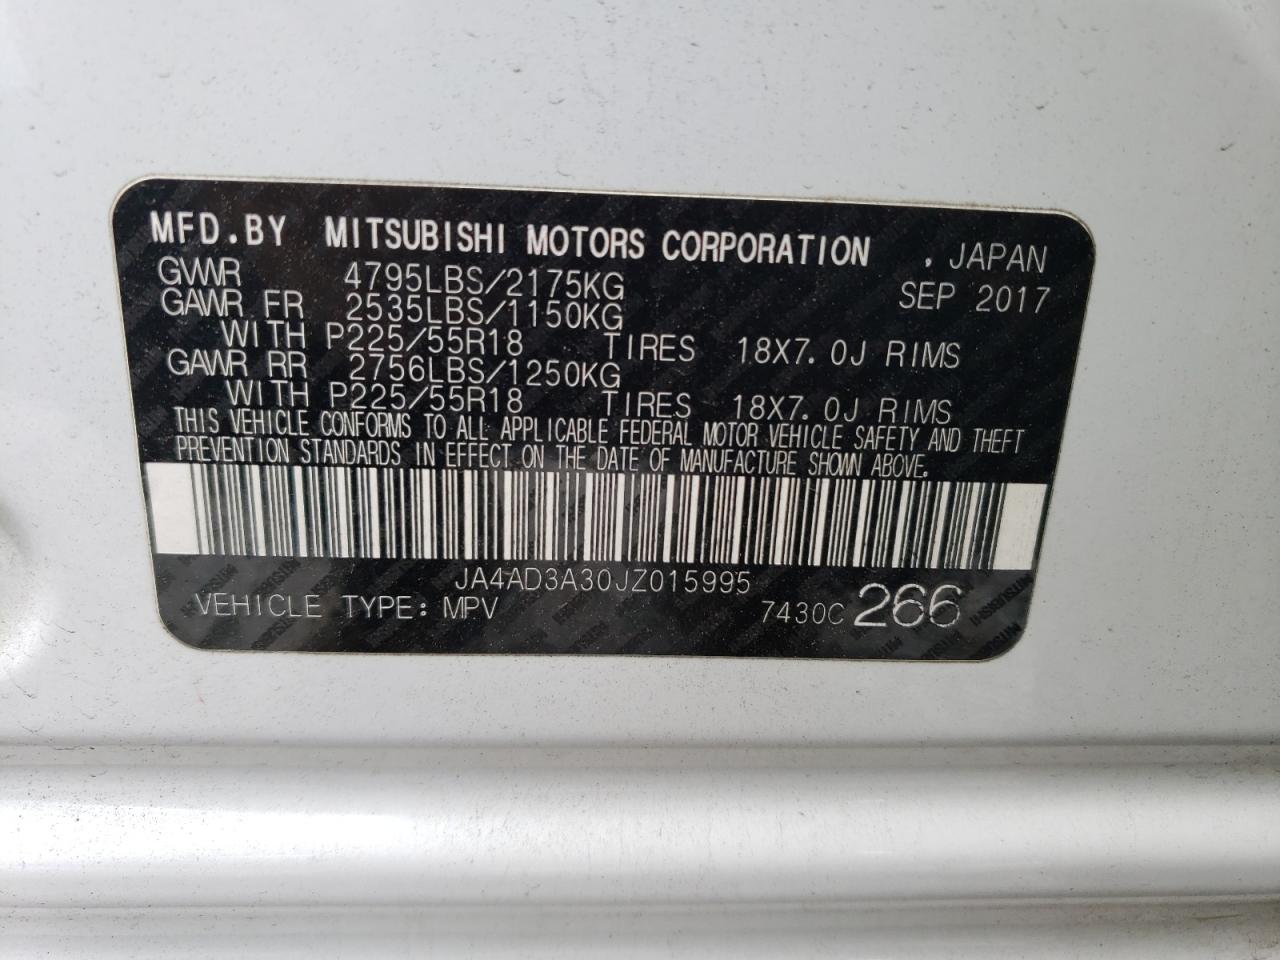 MFD.BY MITSUBISHI MOTORS CORPORATION , JAPAN
GVWR 4795LBS/2175KG SEP 2017
GAWR FR 2535LBS/1150KG
WITH P225/55R18 TIRES 18X7.0J RIMS
GAWR RR 2756LBS/1250KG
WITH P225/55R18 TIRES 18X7.0J RIMS
THIS VEHICLE CONFORMS TO ALL APPLICABLE FEDERAL MOTOR VEHICLE SAFETY AND THEFT
PREVENTION STANDARDS IN EFFECT ON THE DATE OF MANUFACTURE SHOWN ABOVE.
JA4AD3A30JZ015995
VEHICLE TYPE: MPV 7430C 266